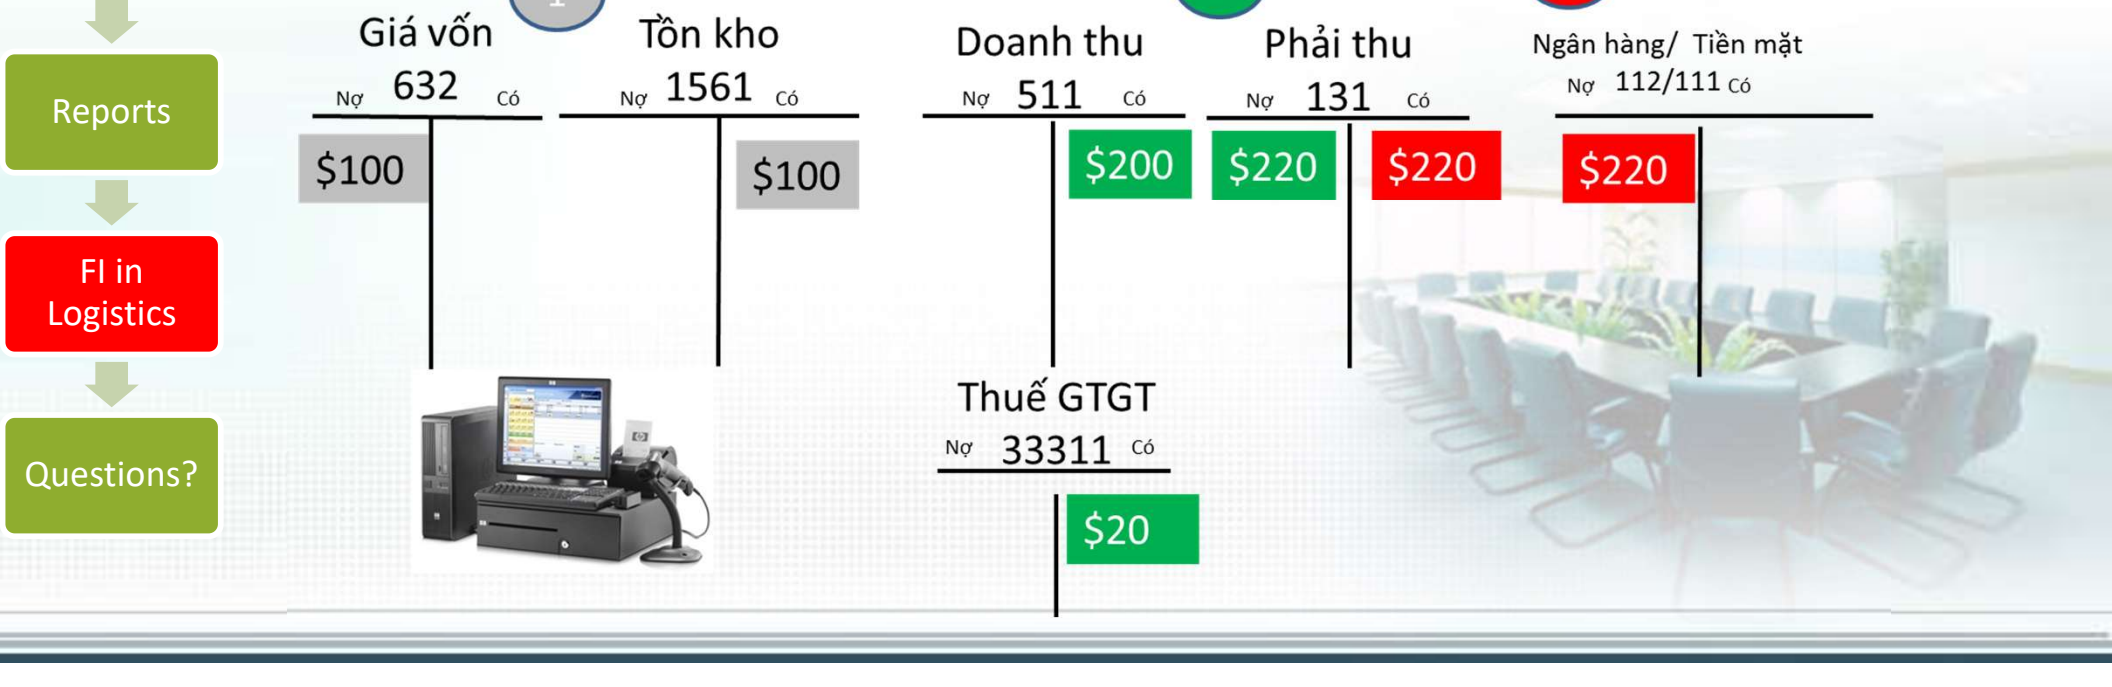 1
Reports
FI in
Logistics
Questions?
Giá vốn
Nợ 632 Có
$100
Tồn kho
Nợ 1561 Có
$100
Doanh thu
Nợ 511 Có
$200
Phải thu
Nợ 131 Có
$220 $220
Ngân hàng/ Tiền mặt
Nợ 112/111 Có
$220
Thuế GTGT
Nợ 33311 Có
$20